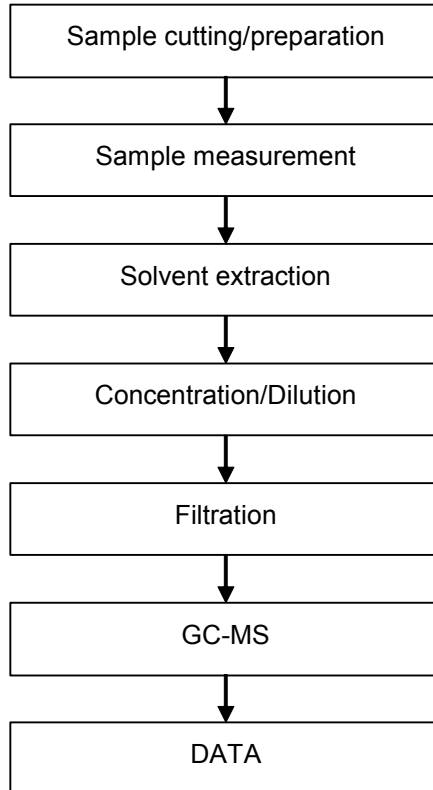 Sample cutting/preparation
Sample measurement
Solvent extraction
Concentration/Dilution
Filtration
GC-MS
DATA